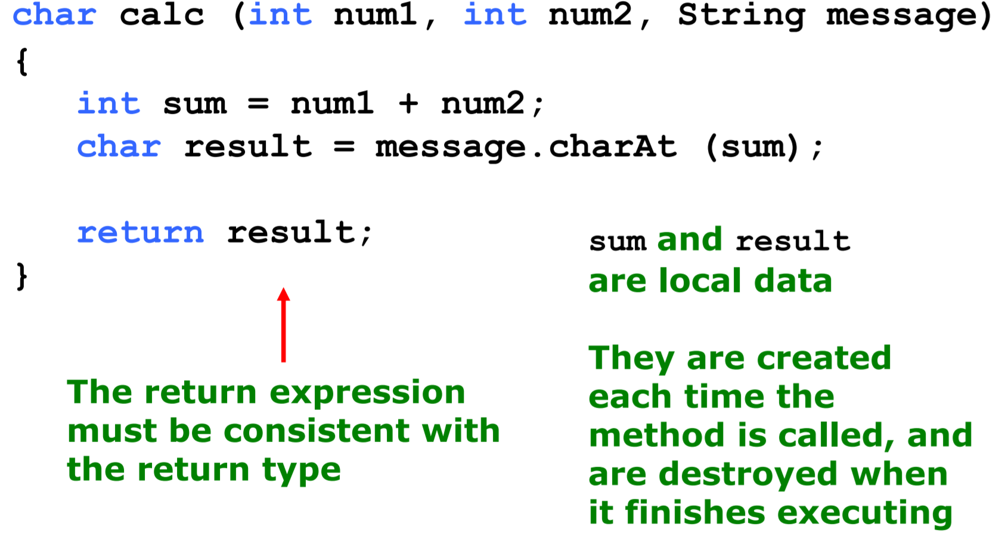 char calc (int num1, int num2, String message)
{
int sum = num1 + num2;
char result = message.charAt (sum);
return result;
}
sum and result
are local data
The return expression
must be consistent with
the return type
They are created
each time the
method is called, and
are destroyed when
it finishes executing